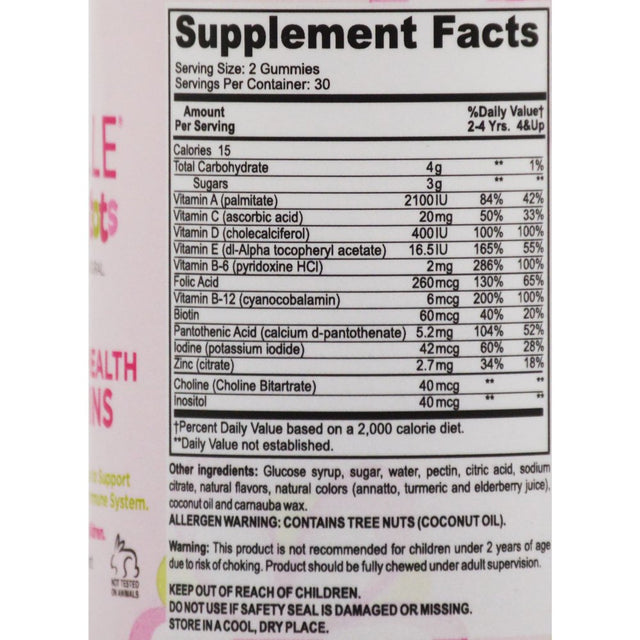 Supplement Facts
Serving Size: 2 Gummies
Servings Per Container: 30
Amount Per Serving %Daily Value†
2-4 Yrs. 4&Up
Calories 15
Total Carbohydrate 4g ** 1%
Sugars 3g ** **
Vitamin A (palmitate) 2100IU 84% 42%
Vitamin C (ascorbic acid) 20mg 50% 33%
Vitamin D (cholecalciferol) 400IU 100% 100%
Vitamin E (dl-Alpha tocopheryl acetate) 16.5IU 165% 55%
Vitamin B-6 (pyridoxine HCl) 2mg 286% 100%
Folic Acid 260mcg 130% 65%
Vitamin B-12 (cyanocobalamin) 6mcg 200% 100%
Biotin 60mcg 40% 20%
Pantothenic Acid (calcium d-pantothenate) 5.2mg 104% 52%
Iodine (potassium iodide) 42mcg 60% 28%
Zinc (citrate) 2.7mg 34% 18%
Choline (Choline Bitartrate) 40mcg ** **
Inositol 40mcg ** **
†Percent Daily Value based on a 2,000 calorie diet.
**Daily Value not established.
Other ingredients: Glucose syrup, sugar, water, pectin, citric acid, sodium
citrate, natural flavors, natural colors (annatto, turmeric and elderberry juice),
coconut oil and carnauba wax.
ALLERGEN WARNING: CONTAINS TREE NUTS (COCONUT OIL).
Warning: This product is not recommended for children under 2 years of age
due to risk of choking. Product should be fully chewed under adult supervision.
KEEP OUT OF REACH OF CHILDREN.
DO NOT USE IF SAFETY SEAL IS DAMAGED OR MISSING.
STORE IN A COOL, DRY PLACE.
LE
ots
EALTH
NS
Support
mune System.
NOT TESTED
ON ANIMALS